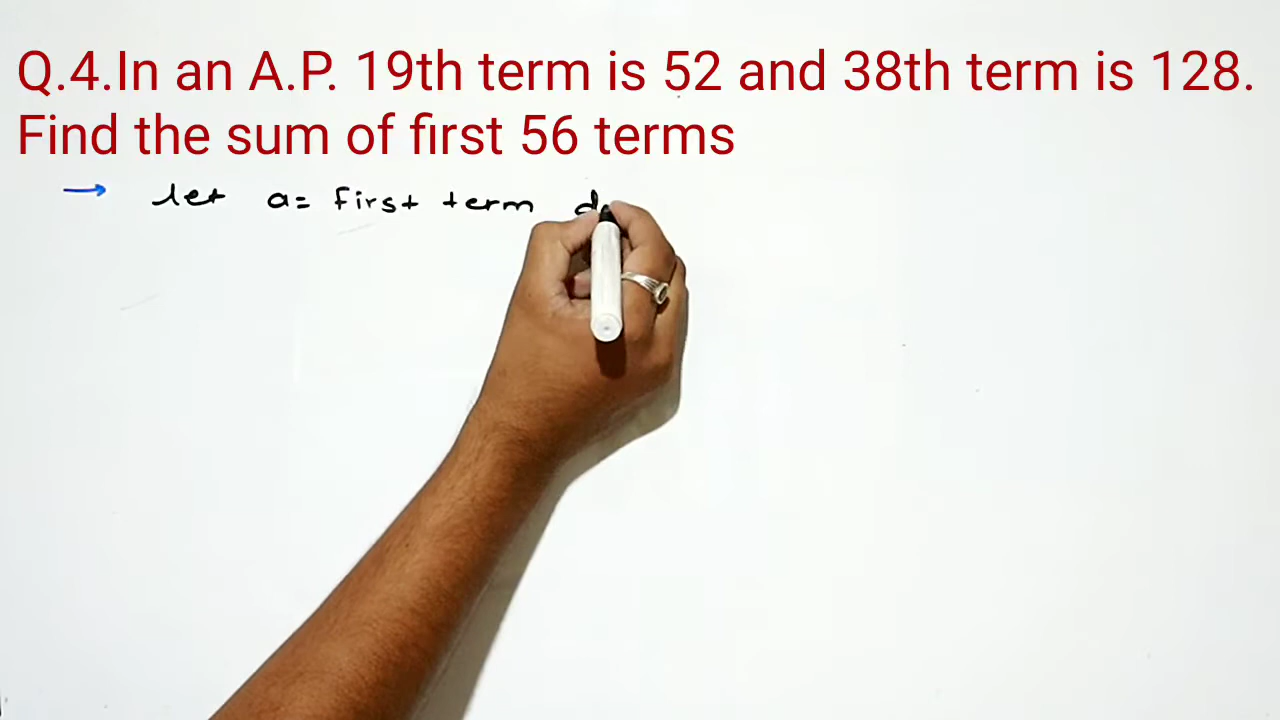 Q.4.In an A.P. 19th term is 52 and 38th term is 128.
Find the sum of first 56 terms
→ let a= first term d